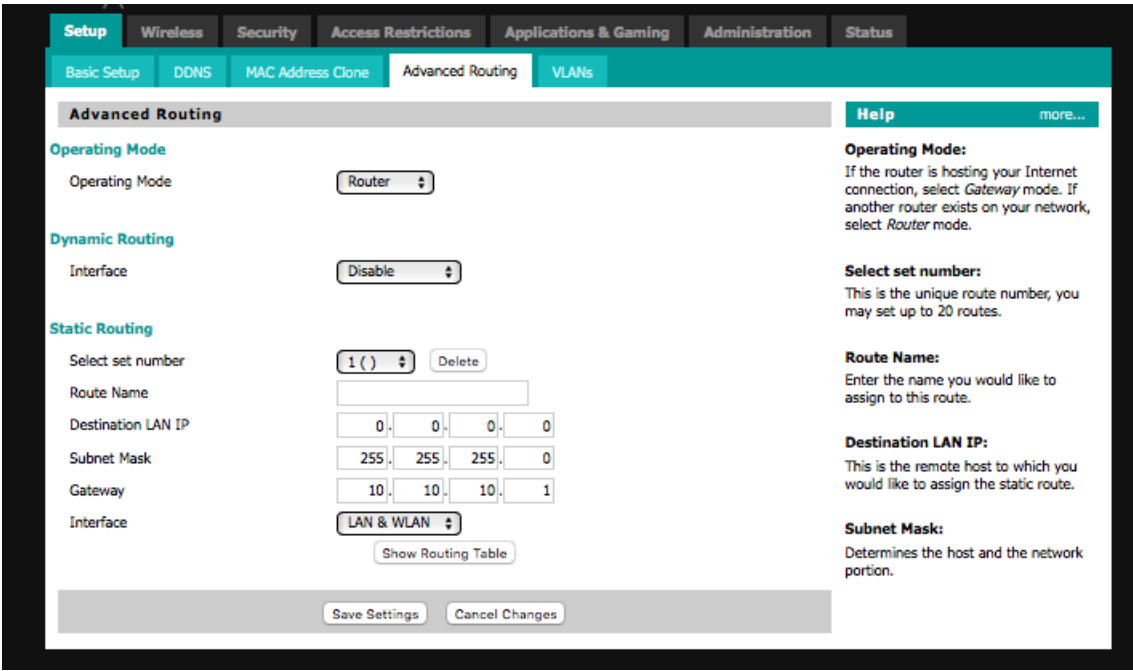 Setup Wireless Security Access Restrictions Applications & Gaming Administration Status
Basic Setup DDNS MAC Address Clone Advanced Routing VLANs
Advanced Routing
Operating Mode
Operating Mode Router
Dynamic Routing
Interface Disable
Static Routing
Select set number 1 ( ) Delete
Route Name
Destination LAN IP 0. 0. 0. 0
Subnet Mask 255. 255. 255. 0
Gateway 10. 10. 10. 1
Interface LAN & WLAN
Show Routing Table
Save Settings Cancel Changes
Help more...
Operating Mode:
If the router is hosting your Internet
connection, select Gateway mode. If
another router exists on your network,
select Router mode.
Select set number:
This is the unique route number, you
may set up to 20 routes.
Route Name:
Enter the name you would like to
assign to this route.
Destination LAN IP:
This is the remote host to which you
would like to assign the static route.
Subnet Mask:
Determines the host and the network
portion.